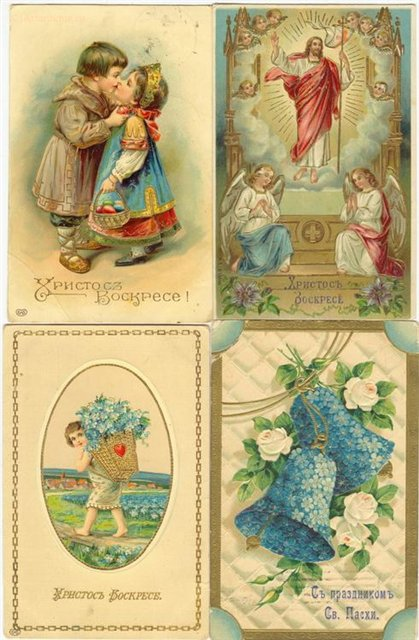 Христосъ
Воскресе!
Христосъ
Воскресе
Христосъ Воскресе.
Съ праздникомъ
Св. Пасхи.